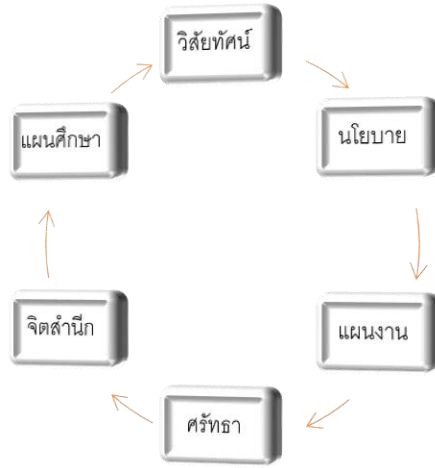 วิสัยทัศน์
นโยบาย
แผนงาน
ศรัทธา
จิตสำนึก
แผนศึกษา